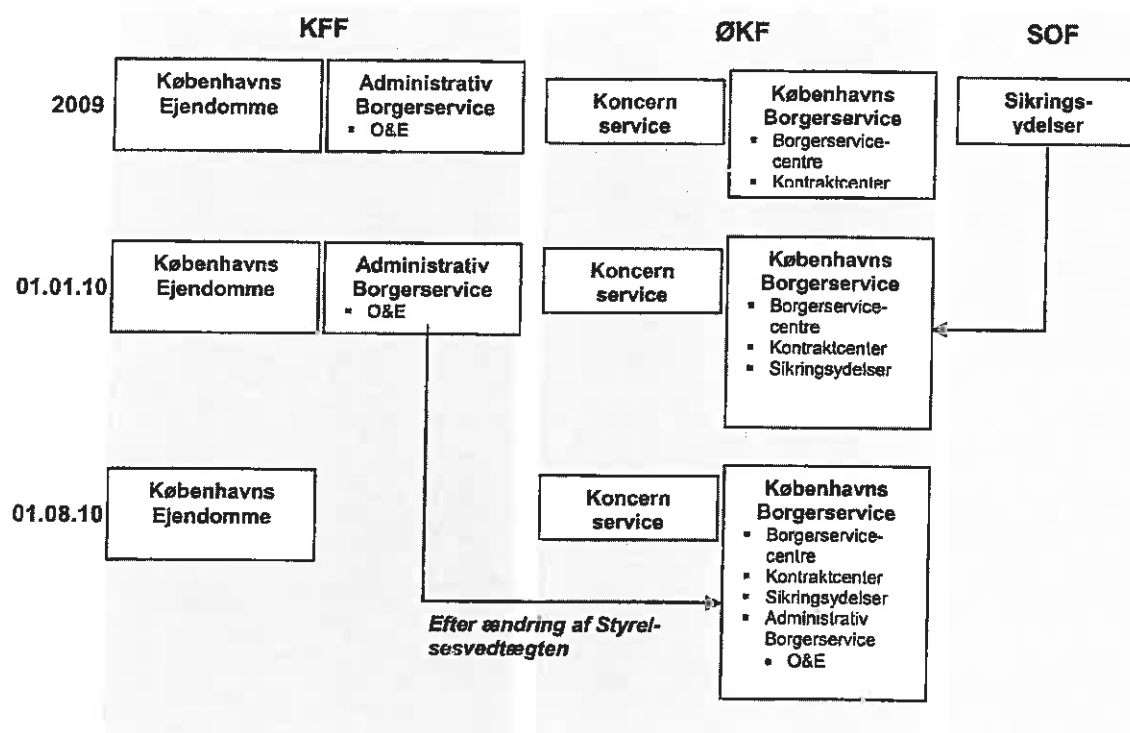 KFF
ØKF
SOF
2009
Københavns
Ejendomme
Administrativ
Borgerservice
▪ O&E
Koncern
service
Københavns
Borgerservice
▪ Borgerservice-
centre
▪ Kontraktcenter
Sikrings-
ydelser
01.01.10
Københavns
Ejendomme
Administrativ
Borgerservice
▪ O&E
Koncern
service
Københavns
Borgerservice
▪ Borgerservice-
centre
▪ Kontraktcenter
▪ Sikringsydelser
01.08.10
Københavns
Ejendomme
Koncern
service
Københavns
Borgerservice
▪ Borgerservice-
centre
▪ Kontraktcenter
▪ Sikringsydelser
▪ Administrativ
Borgerservice
▪ O&E
Efter ændring af Styrel-
sesvedtægten